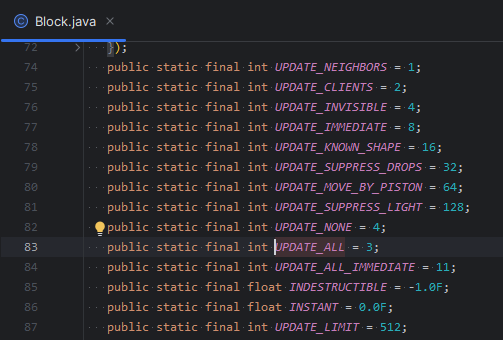 Block.java
72 });
74 public static final int UPDATE_NEIGHBORS = 1;
75 public static final int UPDATE_CLIENTS = 2;
76 public static final int UPDATE_INVISIBLE = 4;
77 public static final int UPDATE_IMMEDIATE = 8;
78 public static final int UPDATE_KNOWN_SHAPE = 16;
79 public static final int UPDATE_SUPPRESS_DROPS = 32;
80 public static final int UPDATE_MOVE_BY_PISTON = 64;
81 public static final int UPDATE_SUPPRESS_LIGHT = 128;
82 public static final int UPDATE_NONE = 4;
83 public static final int UPDATE_ALL = 3;
84 public static final int UPDATE_ALL_IMMEDIATE = 11;
85 public static final float INDESTRUCTIBLE = -1.0F;
86 public static final float INSTANT = 0.0F;
87 public static final int UPDATE_LIMIT = 512;